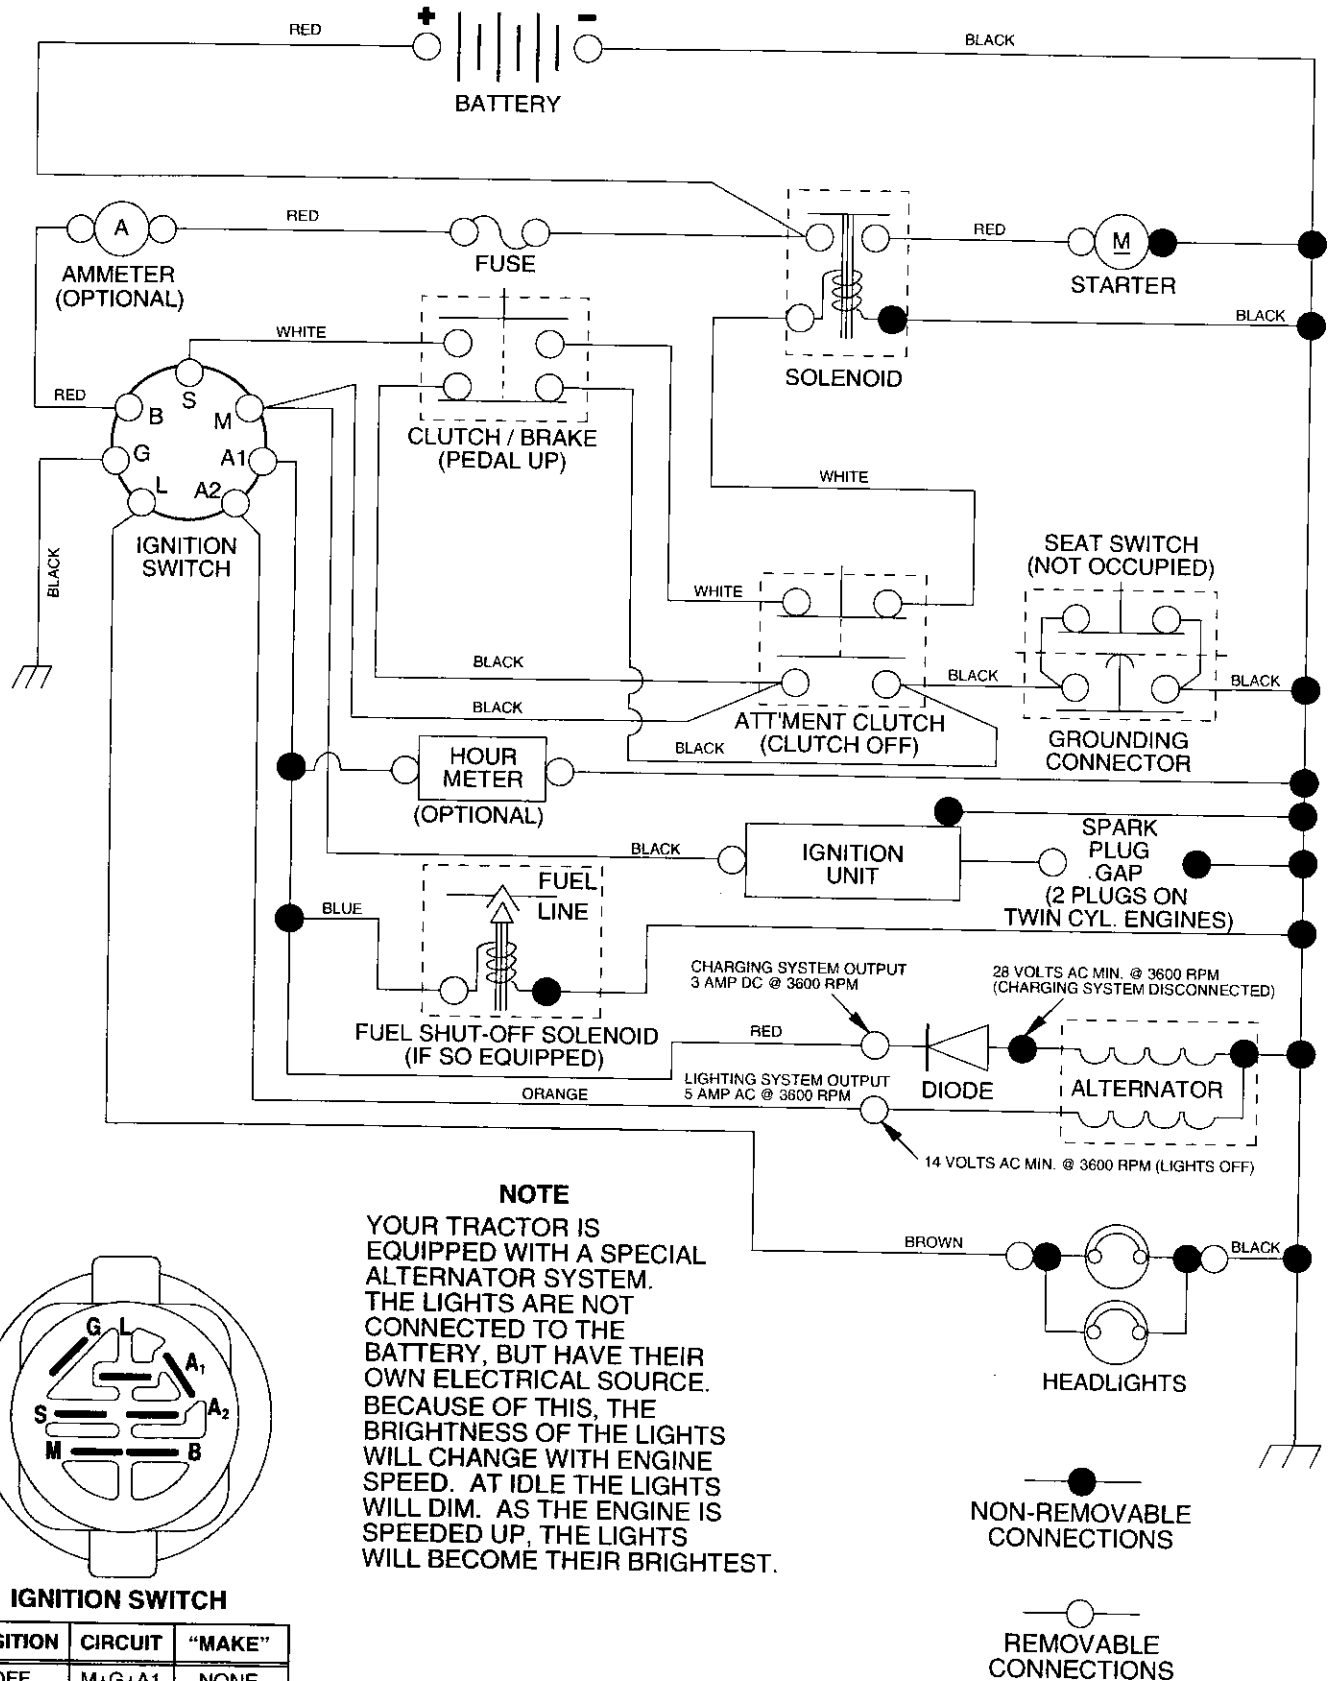 RED
+
-
BLACK
BATTERY
A
RED
FUSE
RED
M
STARTER
AMMETER
(OPTIONAL)
WHITE
BLACK
SOLENOID
RED
S
B
M
G
A1
L
A2
CLUTCH / BRAKE
(PEDAL UP)
WHITE
IGNITION
SWITCH
BLACK
SEAT SWITCH
(NOT OCCUPIED)
WHITE
BLACK
BLACK
BLACK
BLACK
ATT'MENT CLUTCH
(CLUTCH OFF)
BLACK
GROUNDING
CONNECTOR
HOUR
METER
(OPTIONAL)
BLACK
IGNITION
UNIT
SPARK
PLUG
GAP
(2 PLUGS ON
TWIN CYL. ENGINES)
FUEL
LINE
BLUE
CHARGING SYSTEM OUTPUT
3 AMP DC @ 3600 RPM
28 VOLTS AC MIN. @ 3600 RPM
(CHARGING SYSTEM DISCONNECTED)
FUEL SHUT-OFF SOLENOID
(IF SO EQUIPPED)
RED
LIGHTING SYSTEM OUTPUT
5 AMP AC @ 3600 RPM
DIODE
ALTERNATOR
ORANGE
14 VOLTS AC MIN. @ 3600 RPM (LIGHTS OFF)
NOTE
YOUR TRACTOR IS
EQUIPPED WITH A SPECIAL
ALTERNATOR SYSTEM.
THE LIGHTS ARE NOT
CONNECTED TO THE
BATTERY, BUT HAVE THEIR
OWN ELECTRICAL SOURCE.
BECAUSE OF THIS, THE
BRIGHTNESS OF THE LIGHTS
WILL CHANGE WITH ENGINE
SPEED. AT IDLE THE LIGHTS
WILL DIM. AS THE ENGINE IS
SPEEDED UP, THE LIGHTS
WILL BECOME THEIR BRIGHTEST.
BROWN
BLACK
HEADLIGHTS
G L
A1
S
A2
M
B
IGNITION SWITCH
SITION CIRCUIT "MAKE"
OFF M+G+A1 NONE
NON-REMOVABLE
CONNECTIONS
REMOVABLE
CONNECTIONS